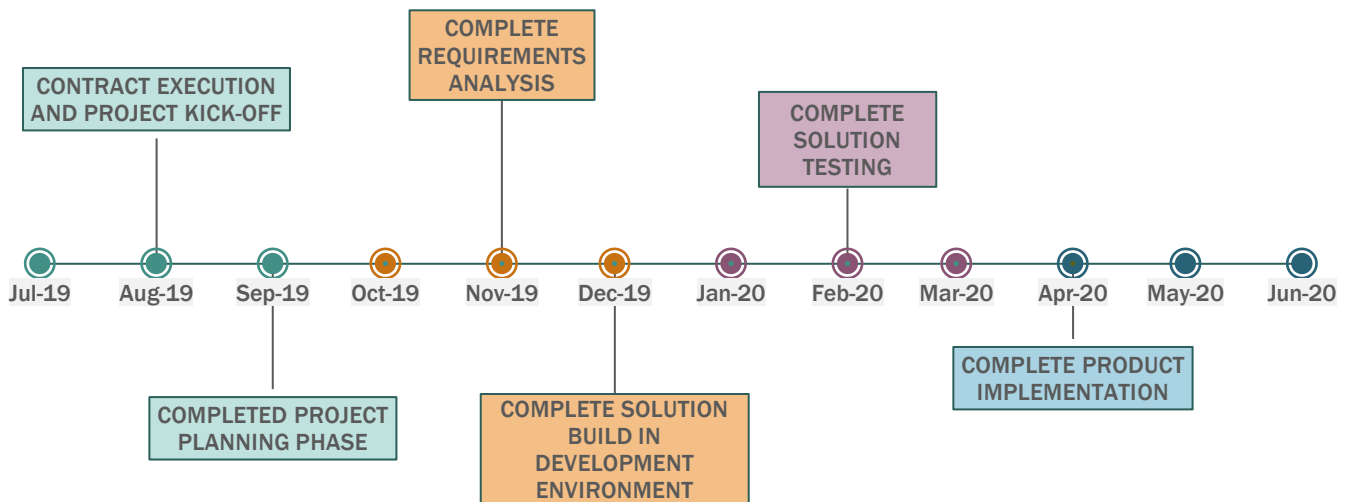 COMPLETE
REQUIREMENTS
ANALYSIS
CONTRACT EXECUTION
AND PROJECT KICK-OFF
COMPLETE
SOLUTION
TESTING
Jul-19 Aug-19 Sep-19 Oct-19 Nov-19 Dec-19 Jan-20 Feb-20 Mar-20 Apr-20 May-20 Jun-20
COMPLETE PRODUCT
IMPLEMENTATION
COMPLETED PROJECT
PLANNING PHASE
COMPLETE SOLUTION
BUILD IN
DEVELOPMENT
ENVIRONMENT